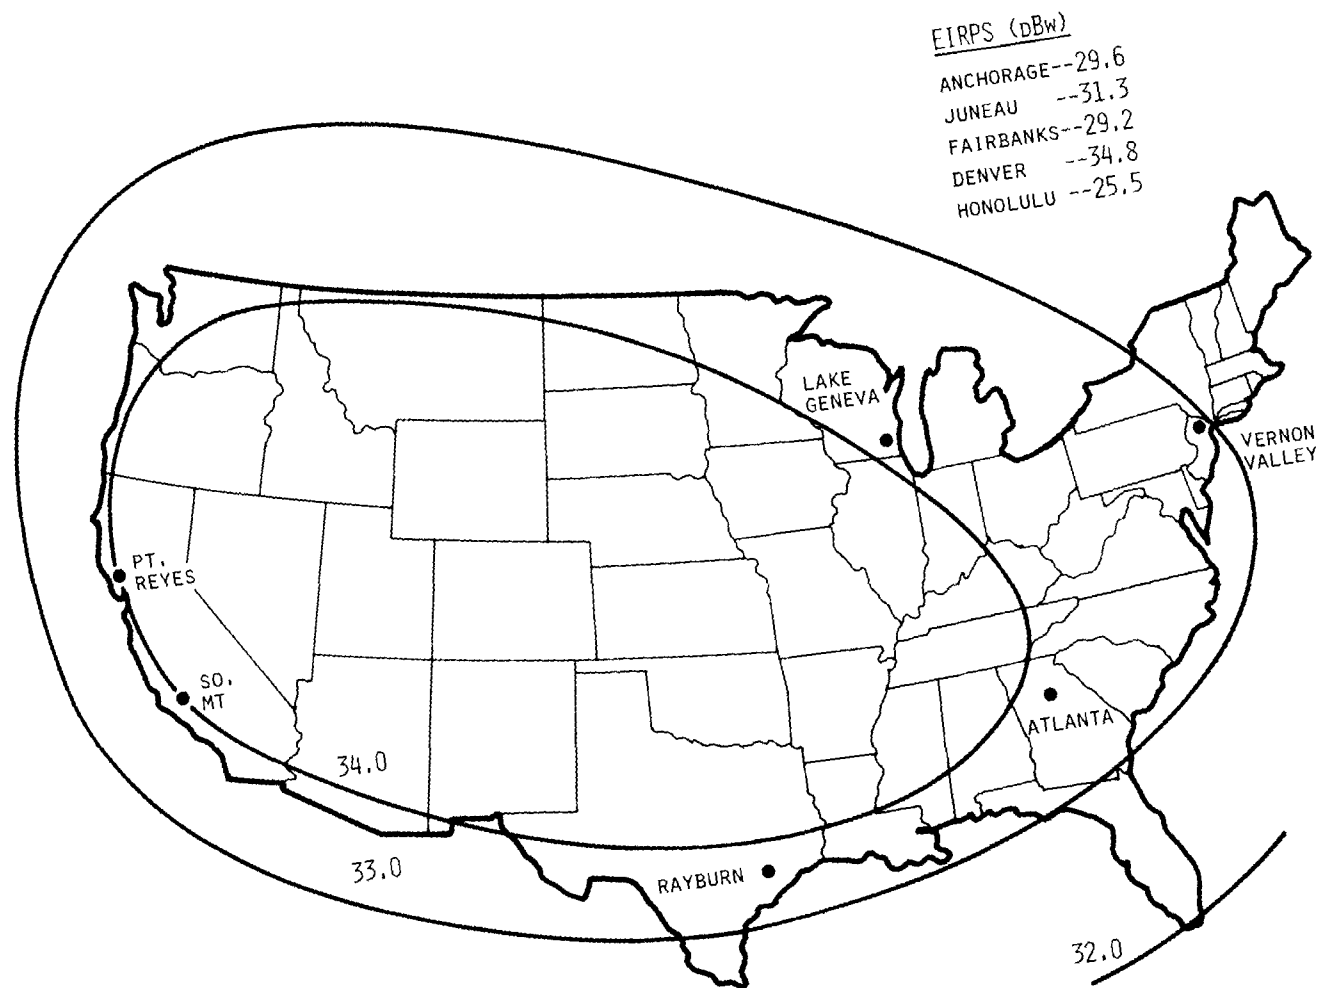 EIRPS (DBW)
ANCHORAGE--29.6
JUNEAU --31.3
FAIRBANKS--29.2
DENVER --34.8
HONOLULU --25.5
LAKE
GENEVA
VERNON
VALLEY
PT.
REYES
SO.
MT
ATLANTA
34.0
33.0
RAYBURN
32.0